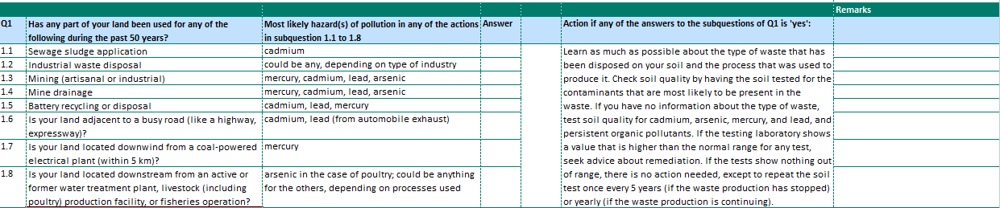 Remarks
Q1 Has any part of your land been used for any of the following during the past 50 years? Most likely hazard(s) of pollution in any of the actions in subquestion 1.1 to 1.8 Answer Action if any of the answers to the subquestions of Q1 is 'yes':
1.1 Sewage sludge application cadmium
1.2 Industrial waste disposal could be any, depending on type of industry
1.3 Mining (artisanal or industrial) mercury, cadmium, lead, arsenic
1.4 Mine drainage mercury, cadmium, lead, arsenic
1.5 Battery recycling or disposal cadmium, lead, mercury
1.6 Is your land adjacent to a busy road (like a highway, expressway)? cadmium, lead (from automobile exhaust)
1.7 Is your land located downwind from a coal-powered electrical plant (within 5 km)? mercury
1.8 Is your land located downstream from an active or former water treatment plant, livestock (including poultry) production facility, or fisheries operation? arsenic in the case of poultry; could be anything for the others, depending on processes used
Learn as much as possible about the type of waste that has
been disposed on your soil and the process that was used to
produce it. Check soil quality by having the soil tested for the
contaminants that are most likely to be present in the
waste. If you have no information about the type of waste,
test soil quality for cadmium, arsenic, mercury, and lead, and
persistent organic pollutants. If the testing laboratory shows
a value that is higher than the normal range for any test,
seek advice about remediation. If the tests show nothing out
of range, there is no action needed, except to repeat the soil
test once every 5 years (if the waste production has stopped)
or yearly (if the waste production is continuing).